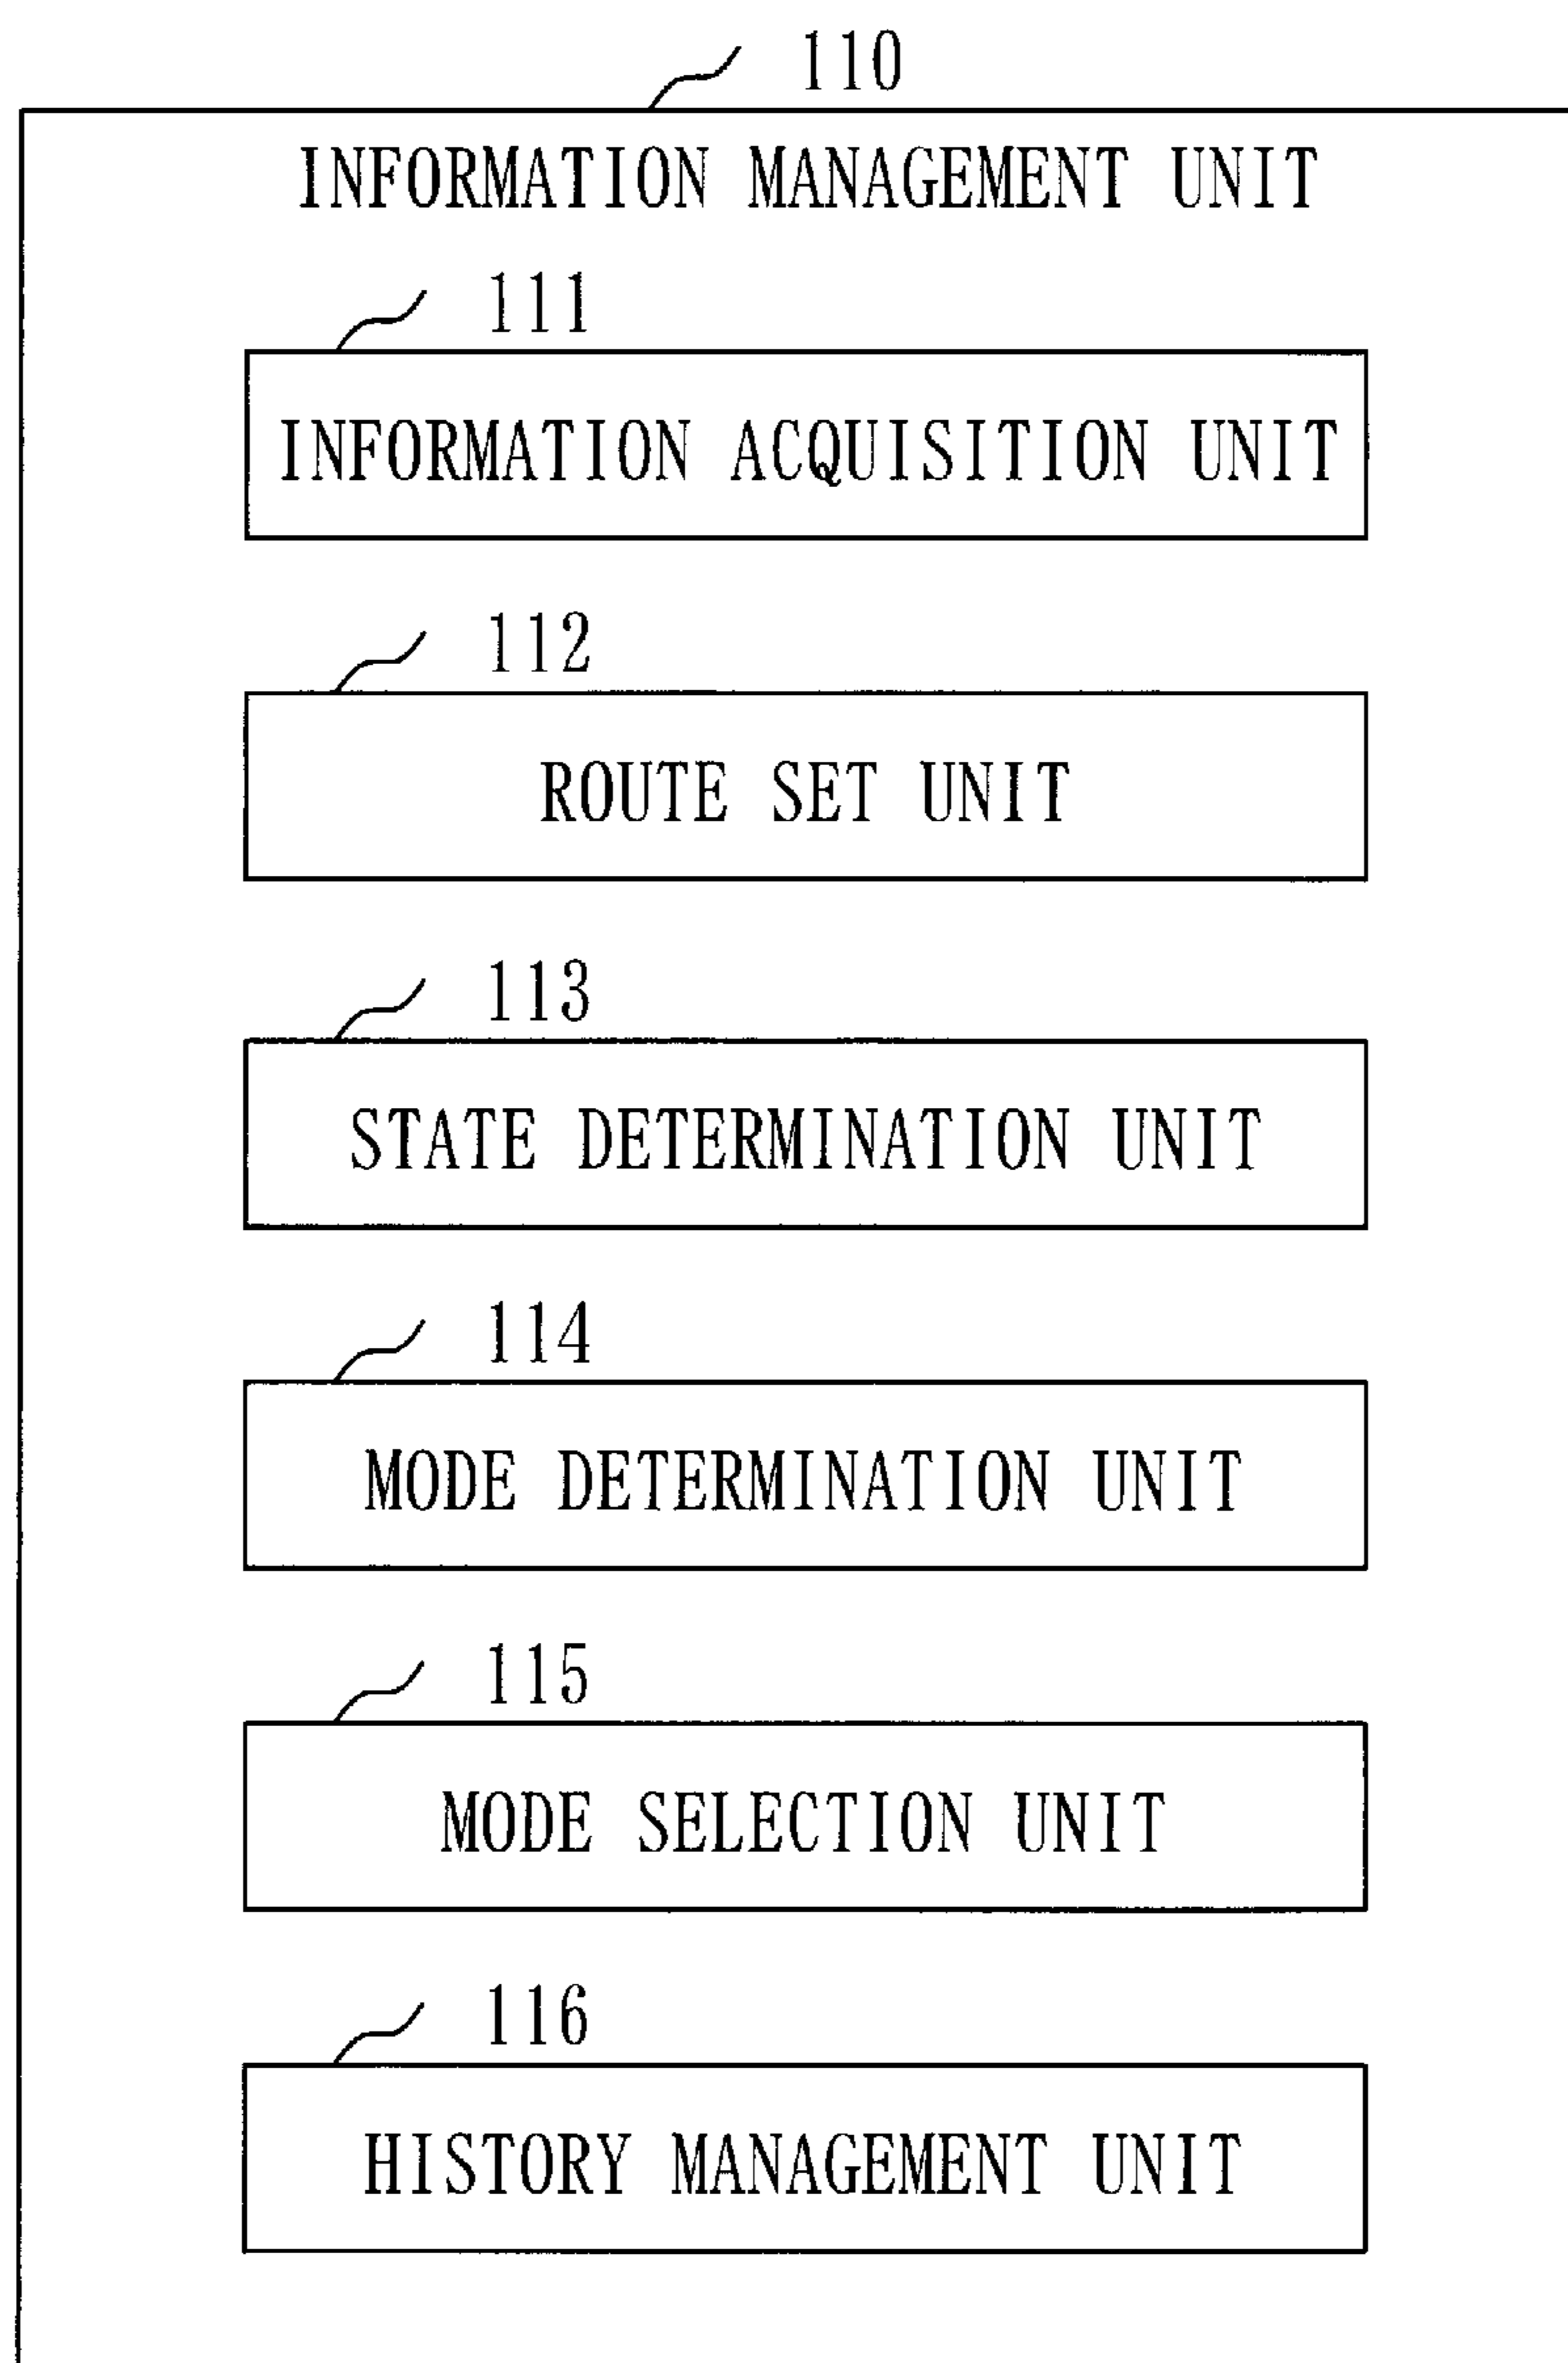 110
INFORMATION MANAGEMENT UNIT
111
INFORMATION ACQUISITION UNIT
112
ROUTE SET UNIT
113
STATE DETERMINATION UNIT
114
MODE DETERMINATION UNIT
115
MODE SELECTION UNIT
116
HISTORY MANAGEMENT UNIT